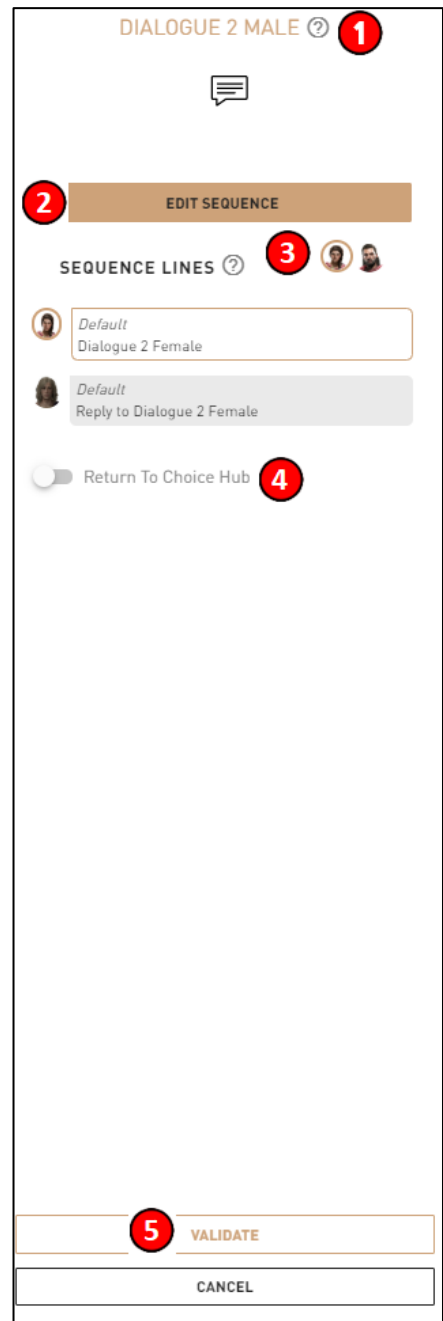 DIALOGUE 2 MALE ? 1
2 EDIT SEQUENCE
SEQUENCE LINES ? 3
Default
Dialogue 2 Female
Default
Reply to Dialogue 2 Female
Return To Choice Hub 4
5 VALIDATE
CANCEL